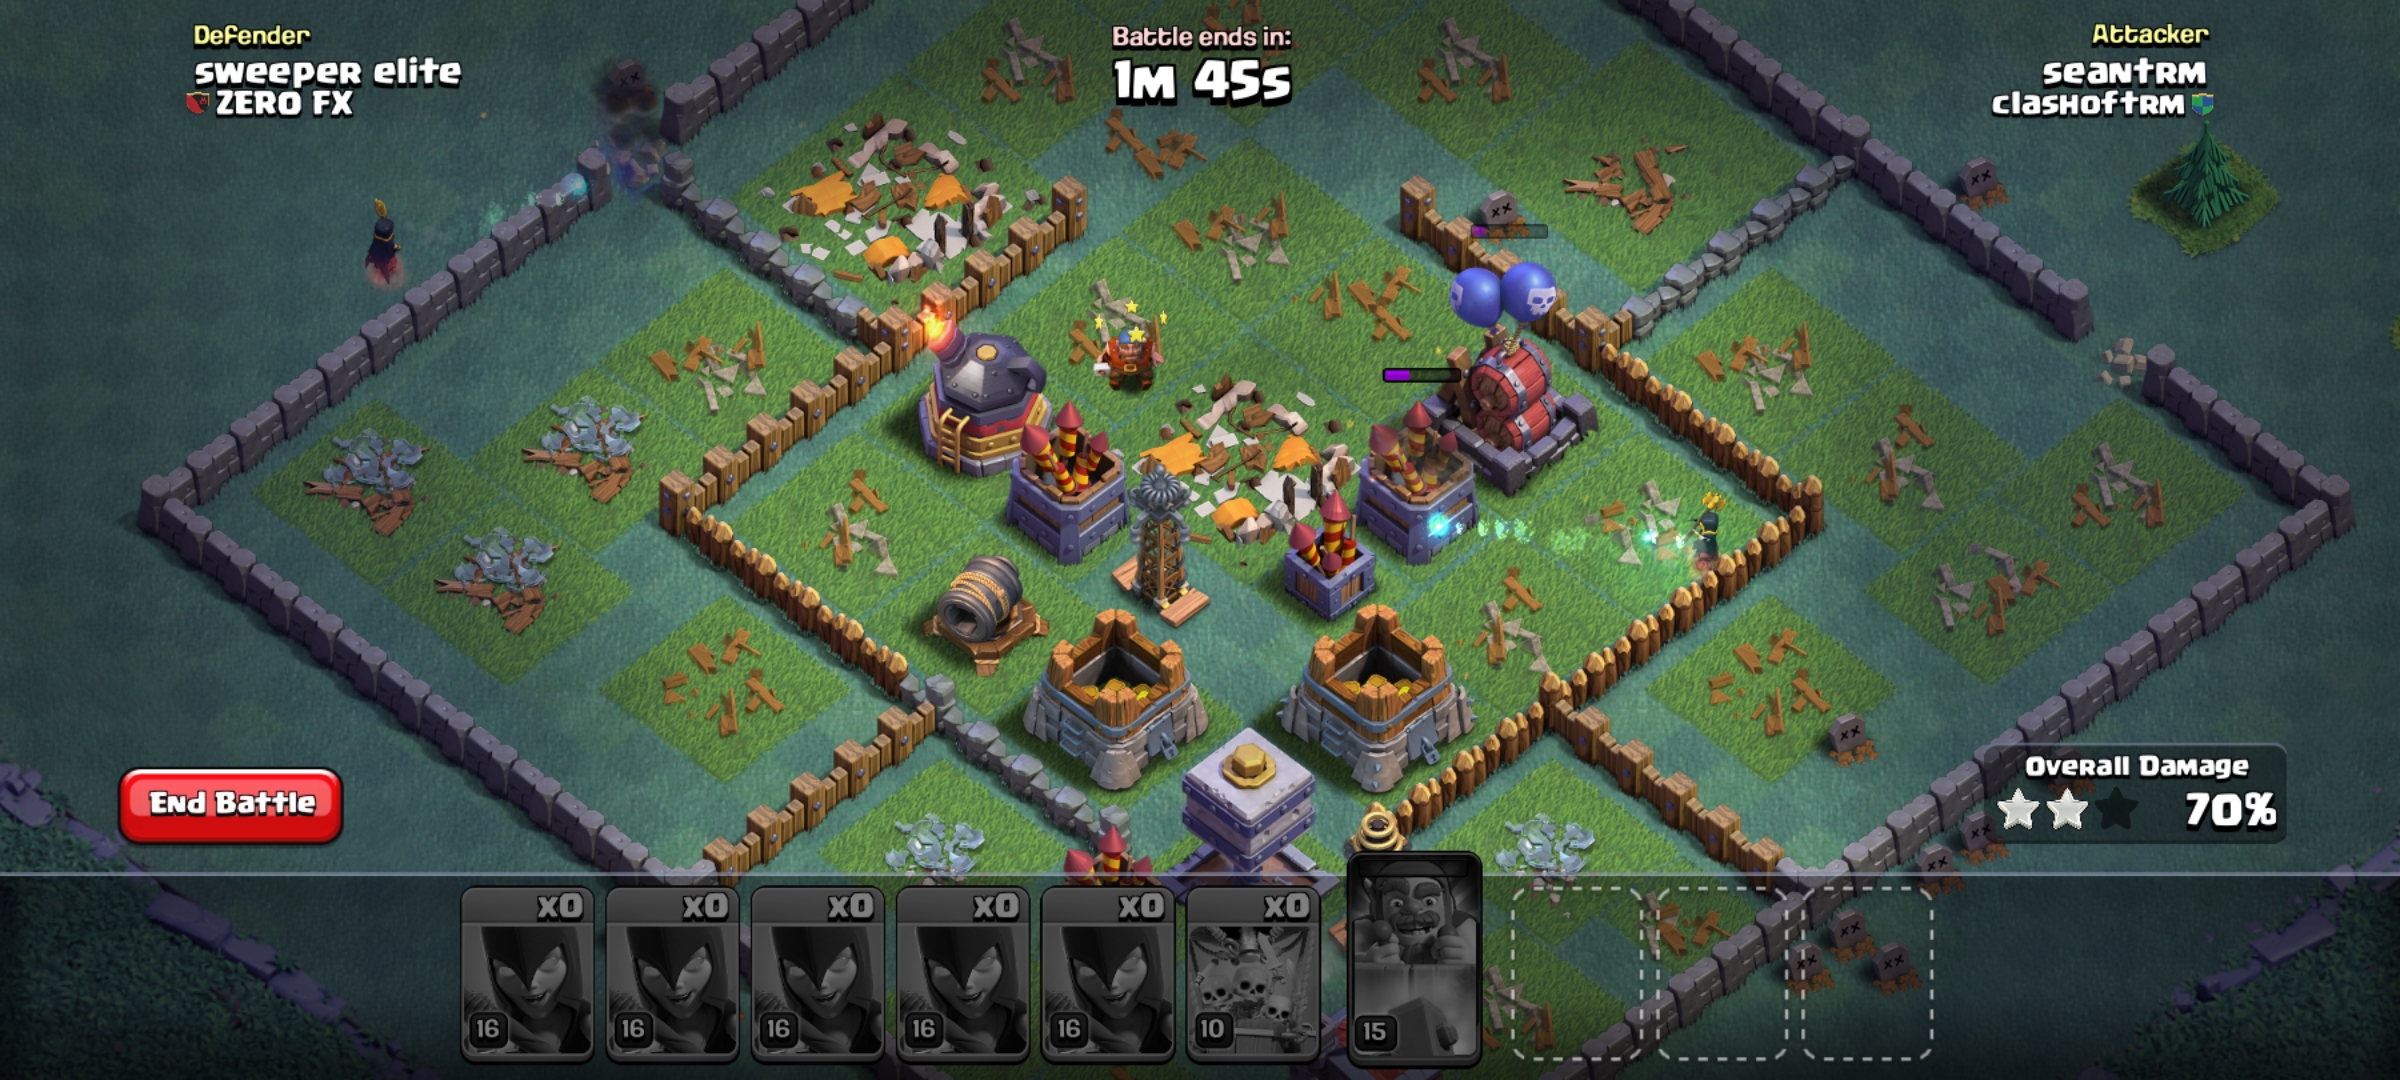 Defender
sweeper elite
ZERO FX
Battle ends in:
1M 45s
Attacker
seantRM
clashoftRM
End Battle
Overall Damage
70%
x0 x0 x0 x0 x0 x0
16 16 16 16 16 10 15